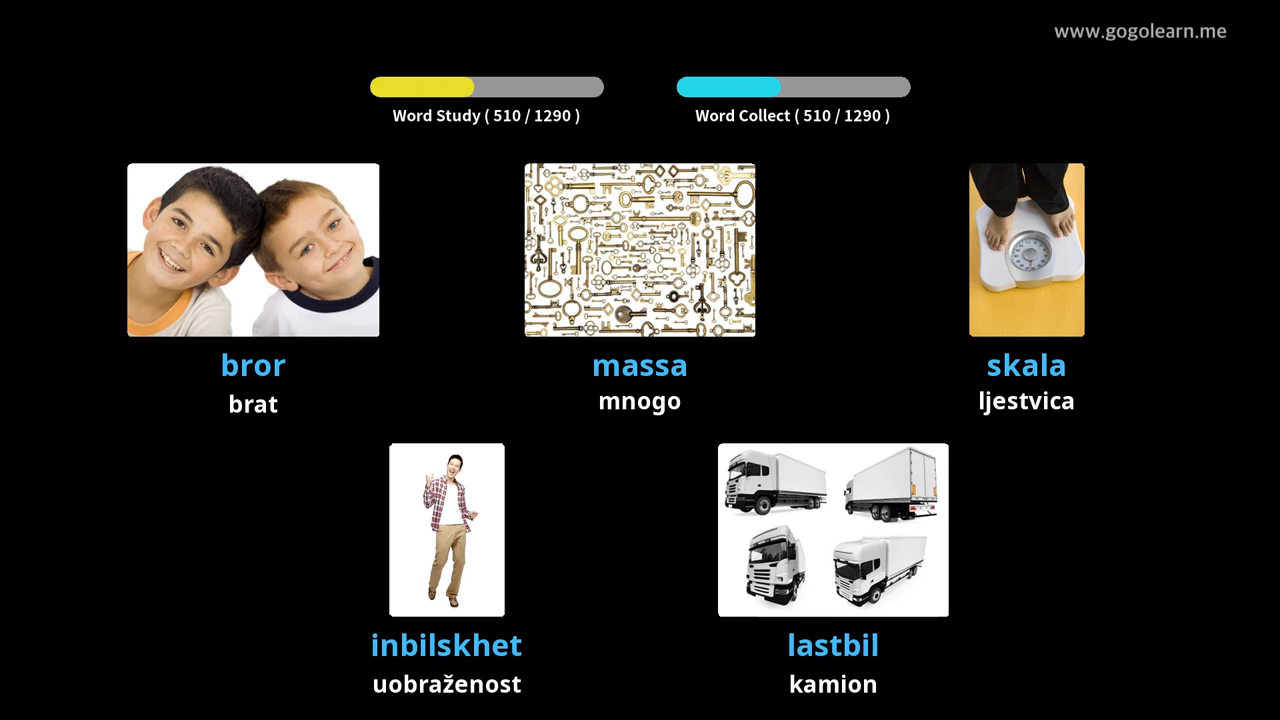 www.gogolearn.me
Word Study ( 510 / 1290 )
Word Collect ( 510 / 1290 )
bror
brat
massa
mnogo
skala
ljestvica
inbilskhet
uobraženost
lastbil
kamion